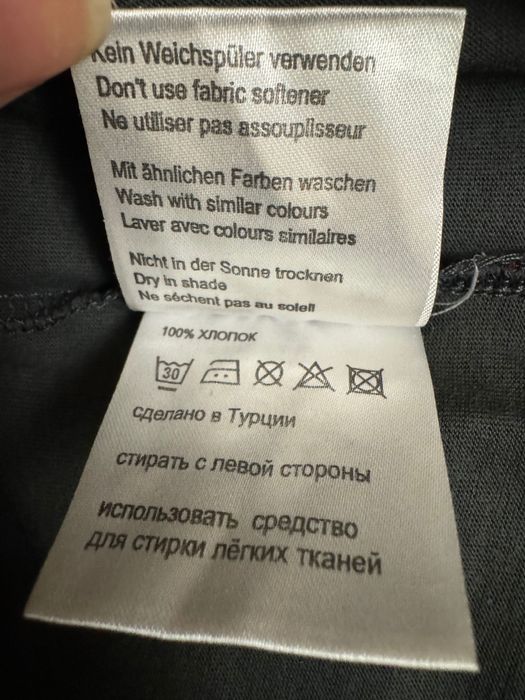 Kein Weichspüler verwenden
Don't use fabric softener
Ne utiliser pas assouplisseur
Mit ähnlichen Farben waschen
Wash with similar colours
Laver avec colours similaires
Nicht in der Sonne trocknen
Dry in shade
Ne séchent pas au soleil
100% ХЛОПОК
30
сделано в Турции
стирать с левой стороны
использовать средство
для стирки лёгких тканей